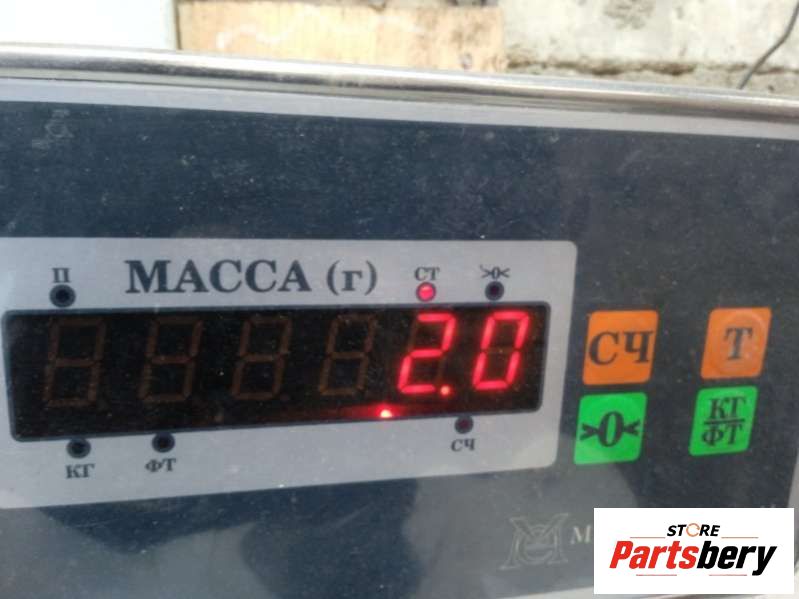 П МАССА (г) СТ >0<
2.0
КГ ФТ СЧ
СЧ Т
>0< КГ/ФТ
М
STORE
Partsbery